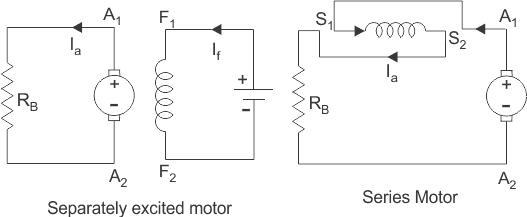 A1
Ia
RB
+
-
A2
F1
If
+
-
F2
Separately excited motor
S1
S2
Ia
A1
RB
+
-
A2
Series Motor